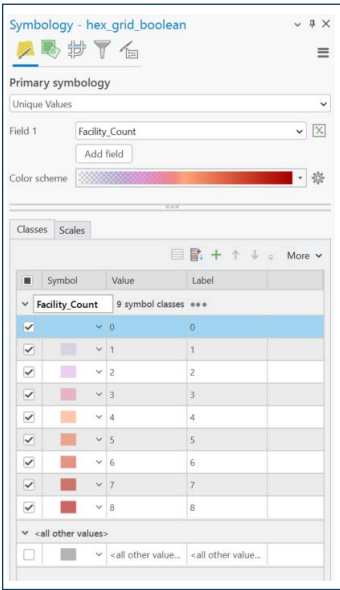 Symbology - hex_grid_boolean
Primary symbology
Unique Values
Field 1 Facility_Count
Add field
Color scheme
Classes Scales
More
Symbol Value Label
Facility_Count 9 symbol classes
0 0
1 1
2 2
3 3
4 4
5 5
6 6
7 7
8 8
<all other values>
<all other value... <all other value...